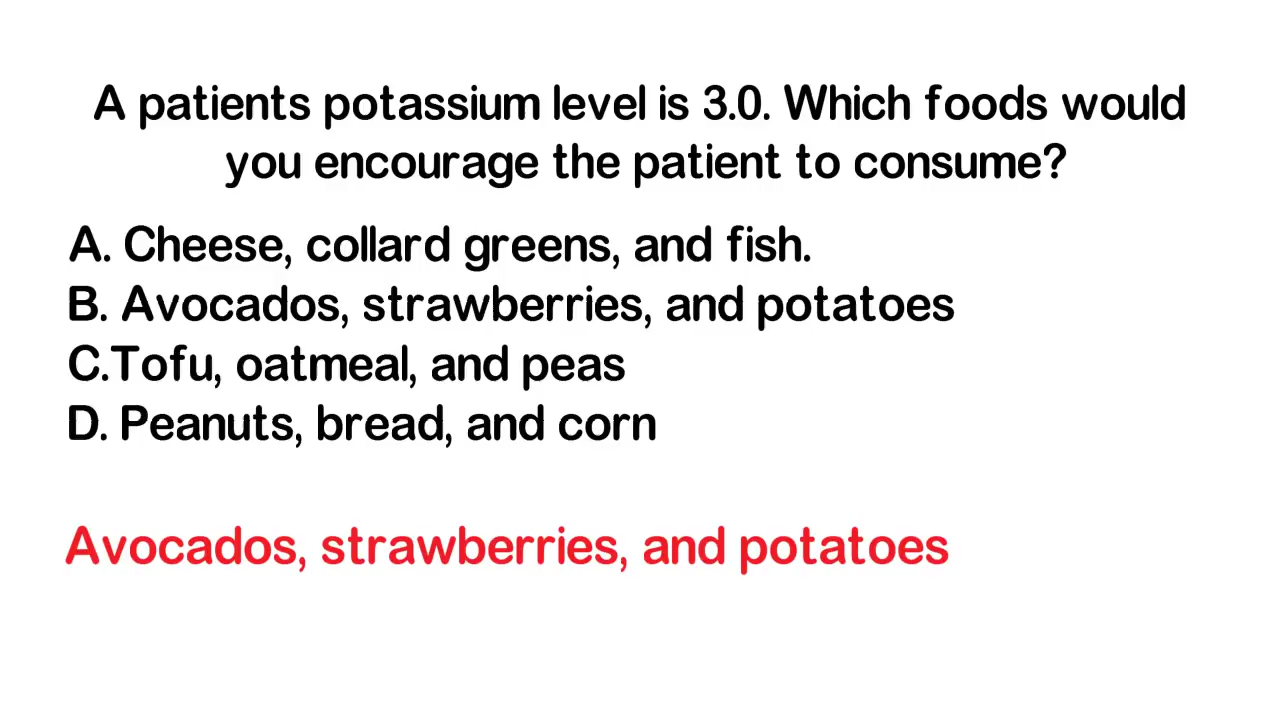 A patients potassium level is 3.0. Which foods would
you encourage the patient to consume?
A. Cheese, collard greens, and fish.
B. Avocados, strawberries, and potatoes
C.Tofu, oatmeal, and peas
D. Peanuts, bread, and corn
Avocados, strawberries, and potatoes